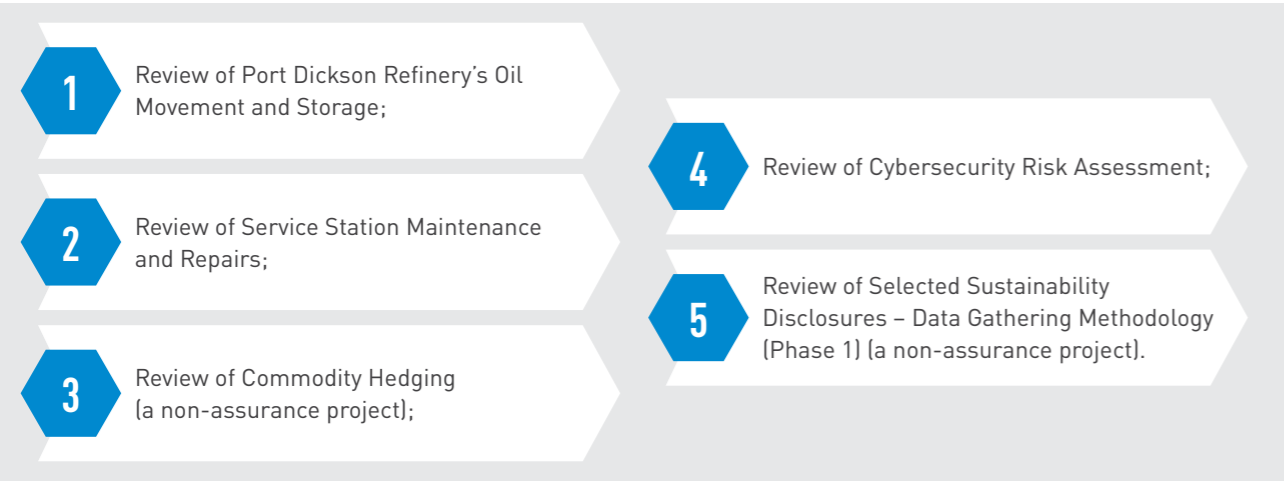 1
Review of Port Dickson Refinery’s Oil
Movement and Storage;
2
Review of Service Station Maintenance
and Repairs;
3
Review of Commodity Hedging
(a non-assurance project);
4
Review of Cybersecurity Risk Assessment;
5
Review of Selected Sustainability
Disclosures – Data Gathering Methodology
(Phase 1) (a non-assurance project).